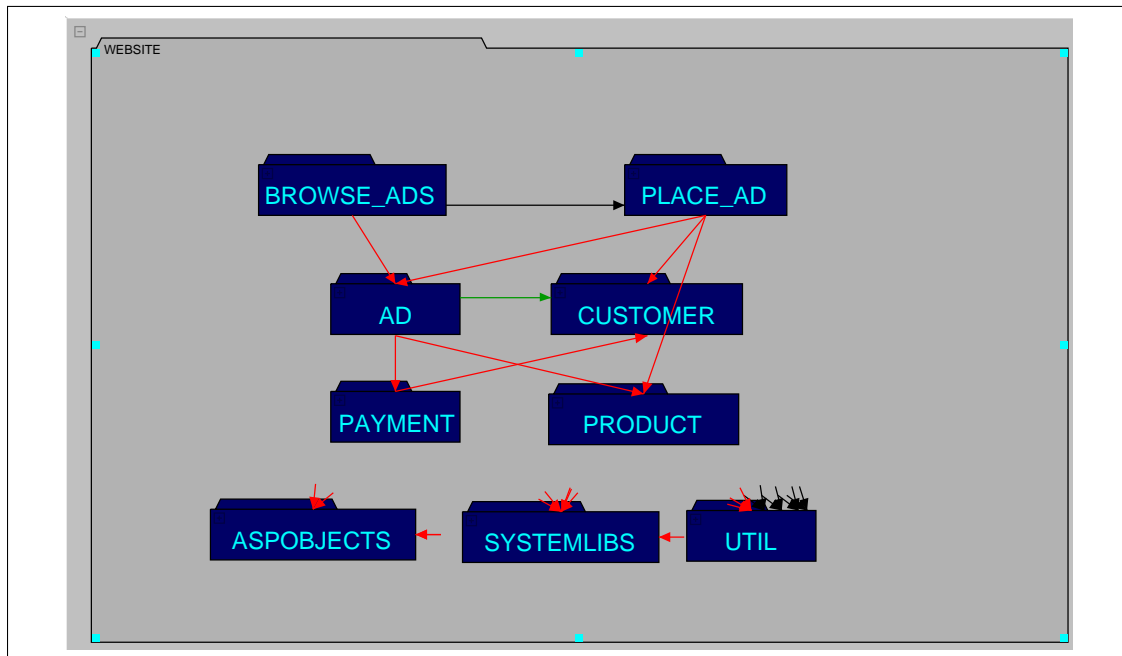 WEBSITE
BROWSE_ADS
PLACE_AD
AD
CUSTOMER
PAYMENT
PRODUCT
ASPOBJECTS
SYSTEMLIBS
UTIL